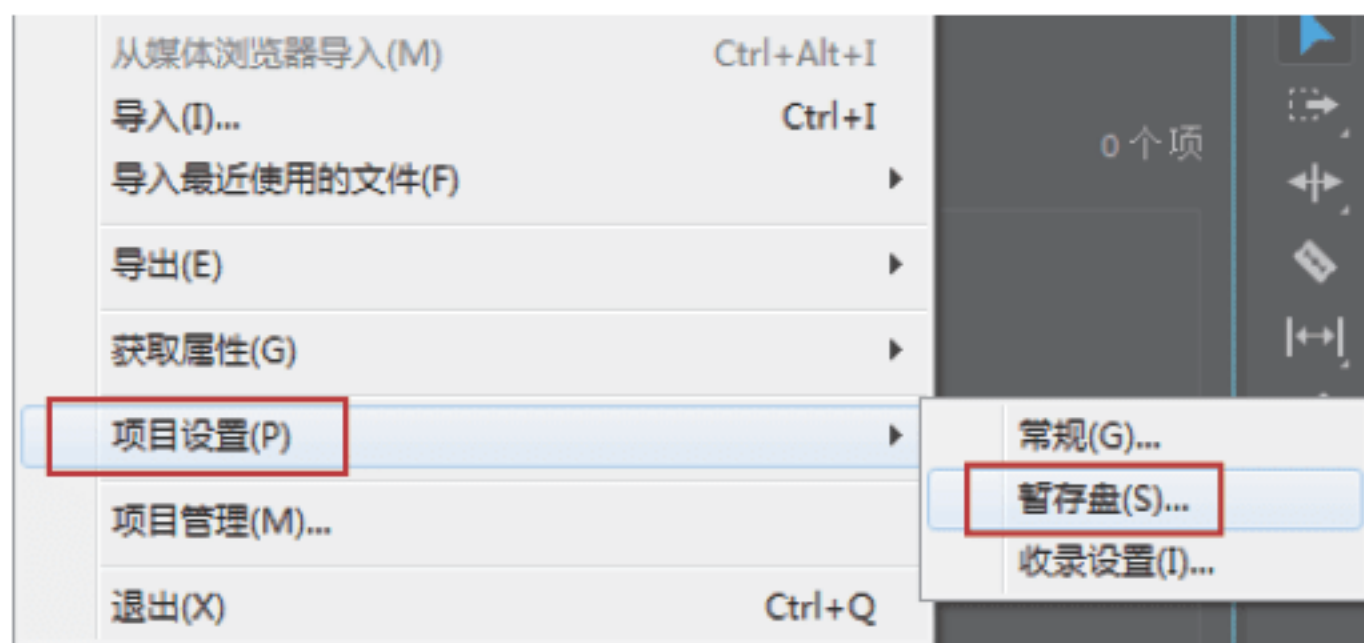 从媒体浏览器导入(M) Ctrl+Alt+I
导入(I)... Ctrl+I
0 个项
导入最近使用的文件(F)
导出(E)
获取属性(G)
项目设置(P)
常规(G)...
暂存盘(S)...
项目管理(M)...
收录设置(I)...
退出(X) Ctrl+Q